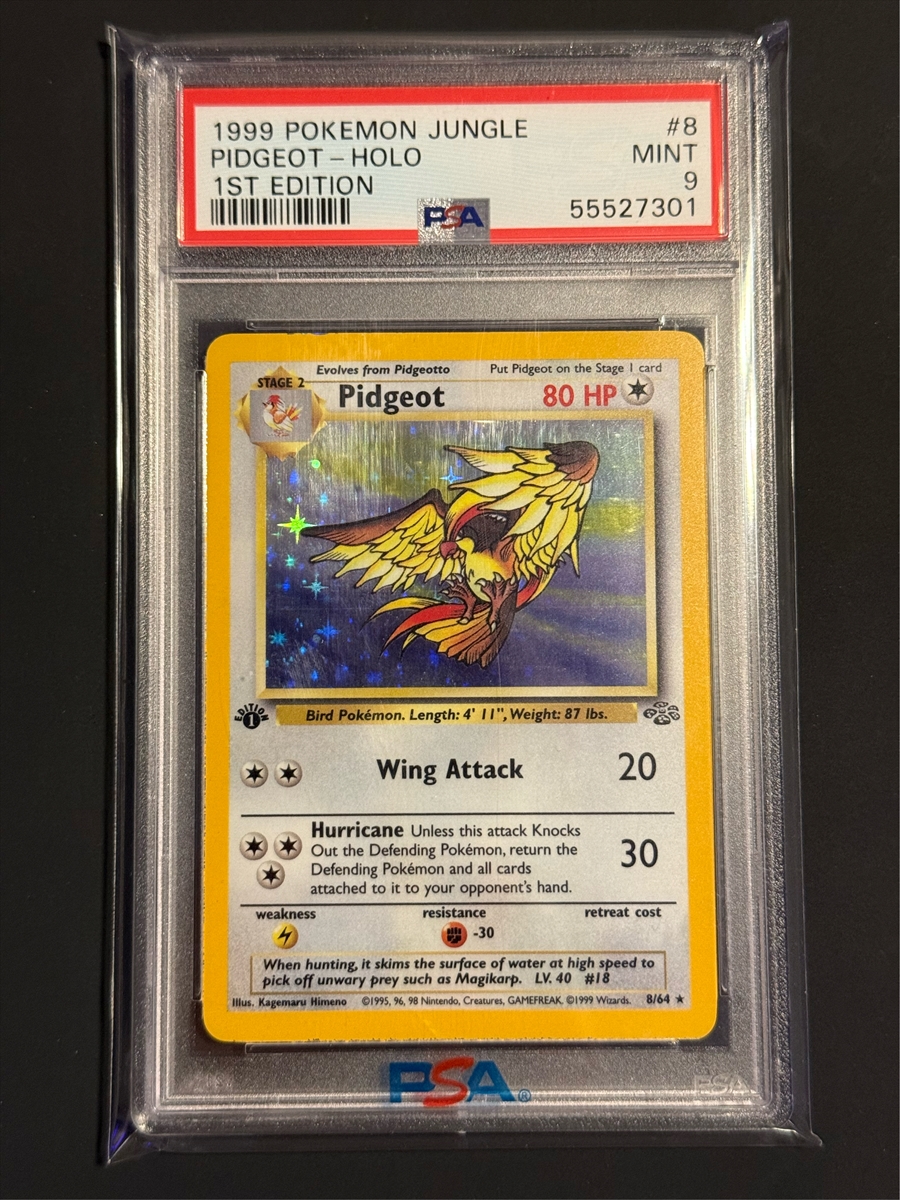 1999 POKEMON JUNGLE #8
PIDGEOT – HOLO MINT
1ST EDITION 9
PSA 55527301
Evolves from Pidgeotto Put Pidgeot on the Stage 1 card
STAGE 2
Pidgeot 80 HP
EDITION
1
Bird Pokémon. Length: 4' 11", Weight: 87 lbs.
Wing Attack 20
Hurricane Unless this attack Knocks
Out the Defending Pokémon, return the
Defending Pokémon and all cards
attached to it to your opponent's hand.
30
weakness resistance retreat cost
-30
When hunting, it skims the surface of water at high speed to
pick off unwary prey such as Magikarp. LV. 40 #18
Illus. Kagemaru Himeno ©1995, 96, 98 Nintendo, Creatures, GAMEFREAK. ©1999 Wizards. 8/64 ★
PSA®
PSA